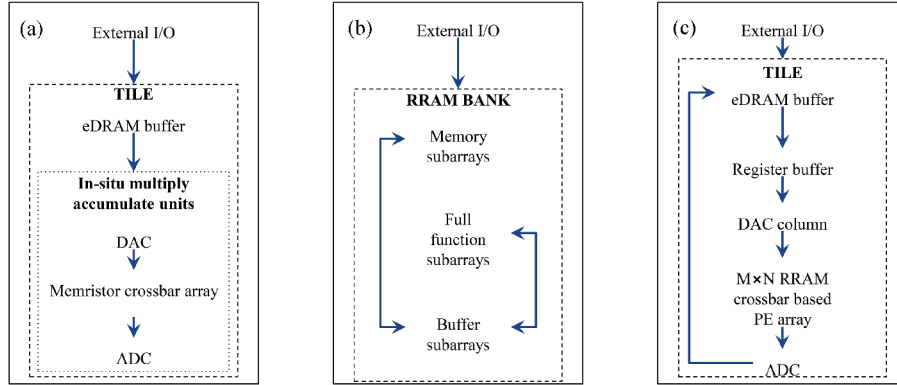 (a)
External I/O
TILE
eDRAM buffer
In-situ multiply
accumulate units
DAC
Memristor crossbar array
ADC
(b)
External I/O
RRAM BANK
Memory
subarrays
Full
function
subarrays
Buffer
subarrays
(c)
External I/O
TILE
eDRAM buffer
Register buffer
DAC column
M×N RRAM
crossbar based
PE array
ADC